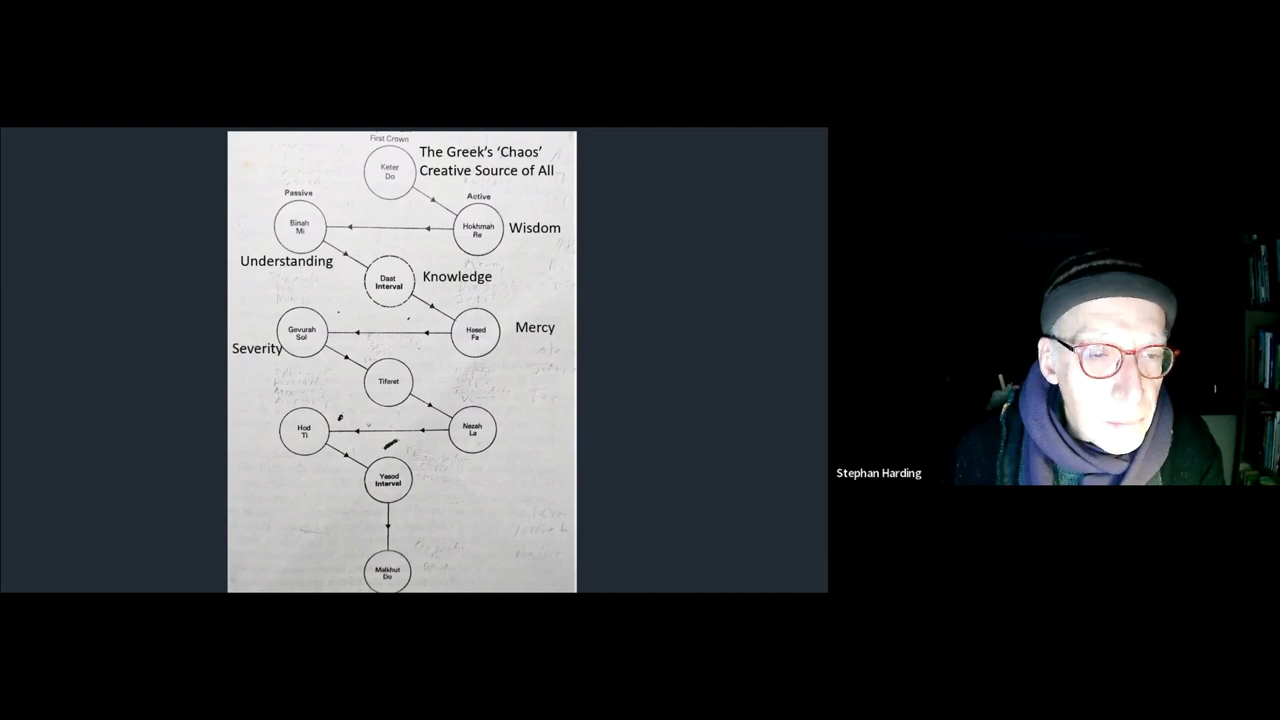 First Crown
The Greek's 'Chaos'
Creative Source of All
Keter
Do
Passive
Active
Binah
Mi
Hokhmah
Re
Wisdom
Understanding
Daat
Interval
Knowledge
Gevurah
Sol
Hesed
Fa
Mercy
Severity
Tiferet
Hod
Ti
Nezah
La
Yesod
Interval
Malkhut
Do
Stephan Harding